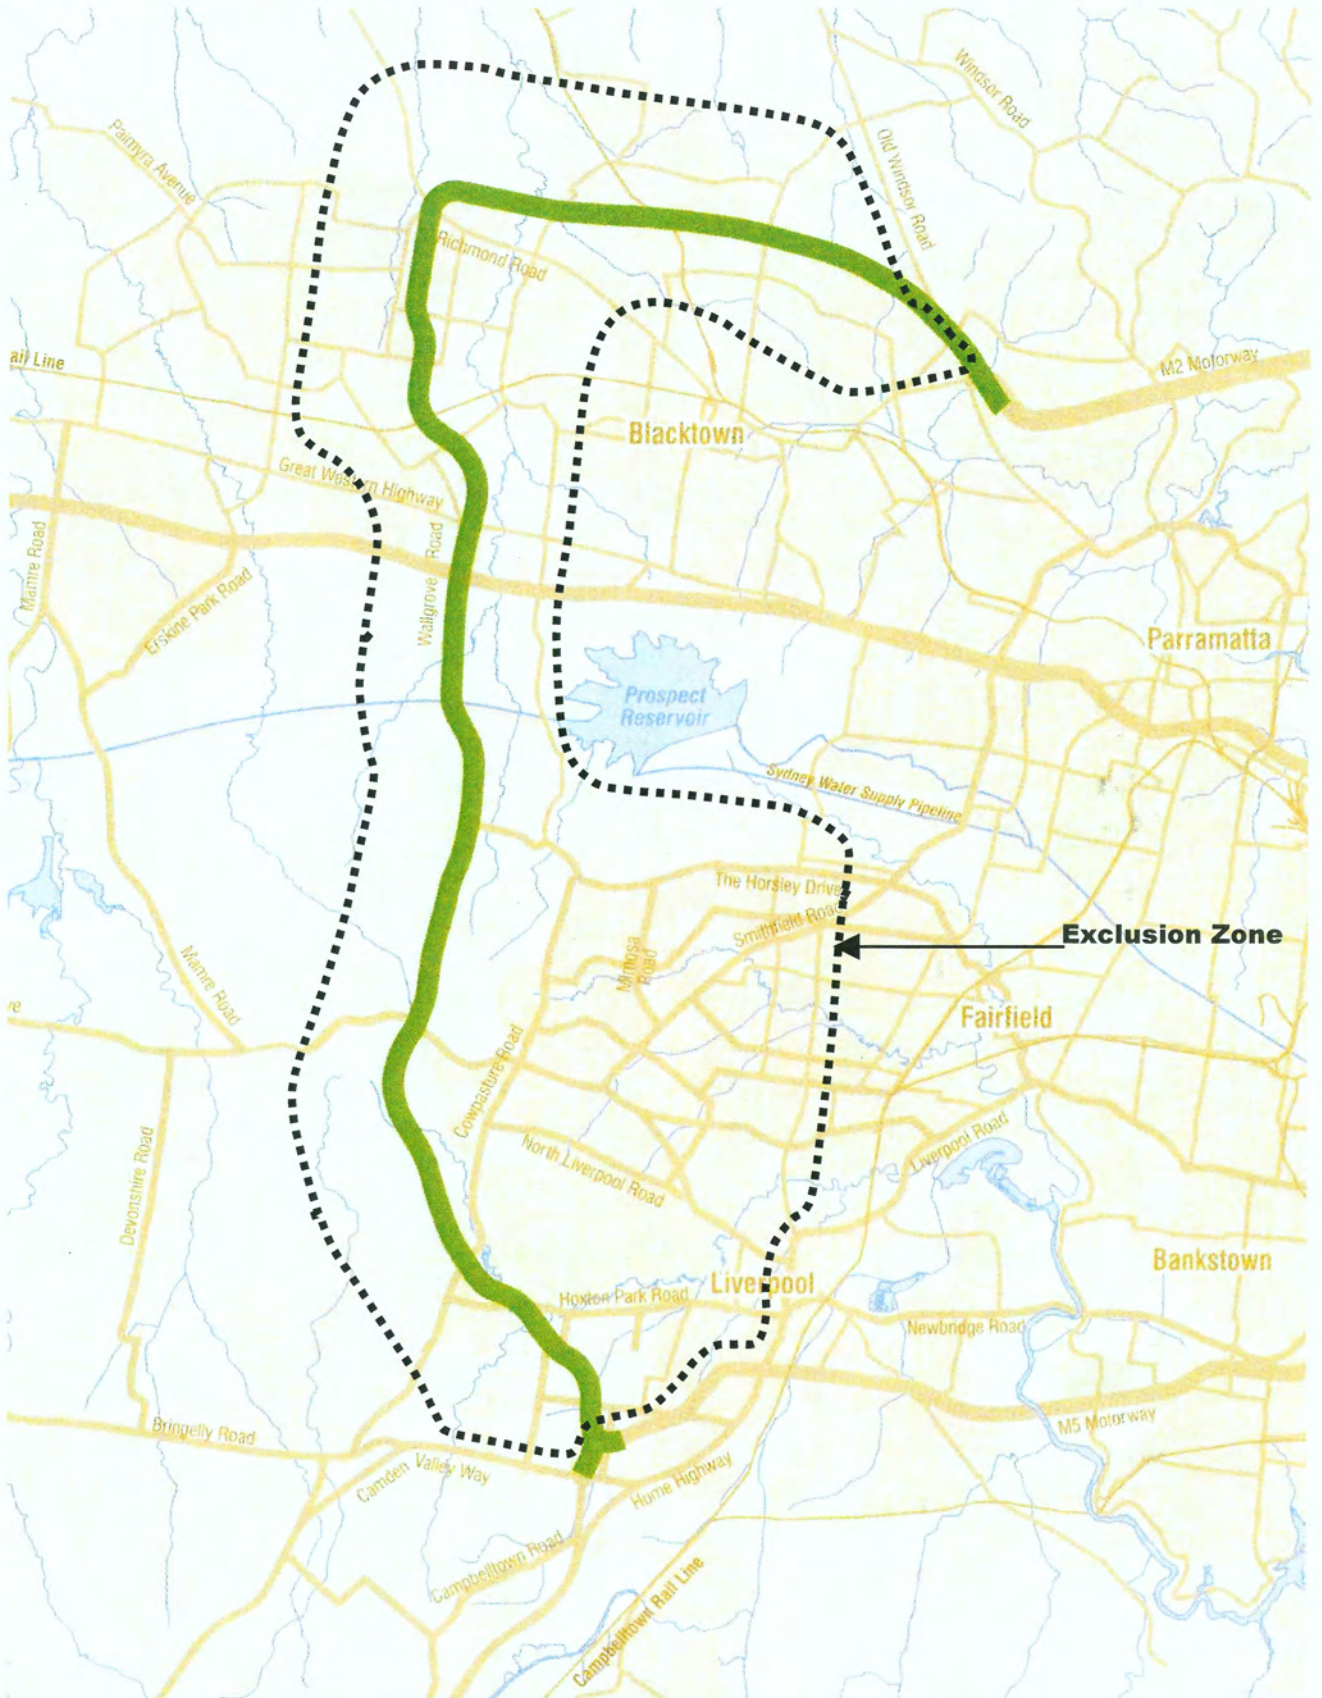 Windsor Road
Palmyra Avenue
Old Windsor Road
Richmond Road
ail Line
M2 Motorway
Blacktown
Great Western Highway
Mamre Road
Wallgrove Road
Erskine Park Road
Parramatta
Prospect
Reservoir
Sydney Water Supply Pipeline
The Horsley Drive
Smithfield Road
Exclusion Zone
Mimosa
Road
Mamre Road
ve
Fairfield
Cowpasture Road
Liverpool Road
North Liverpool Road
Devonshire Road
Bankstown
Liverpool
Hoxton Park Road
Newbridge Road
M5 Motorway
Bringelly Road
Camden Valley Way
Hume Highway
Campbelltown Road
Campbelltown Rail Line